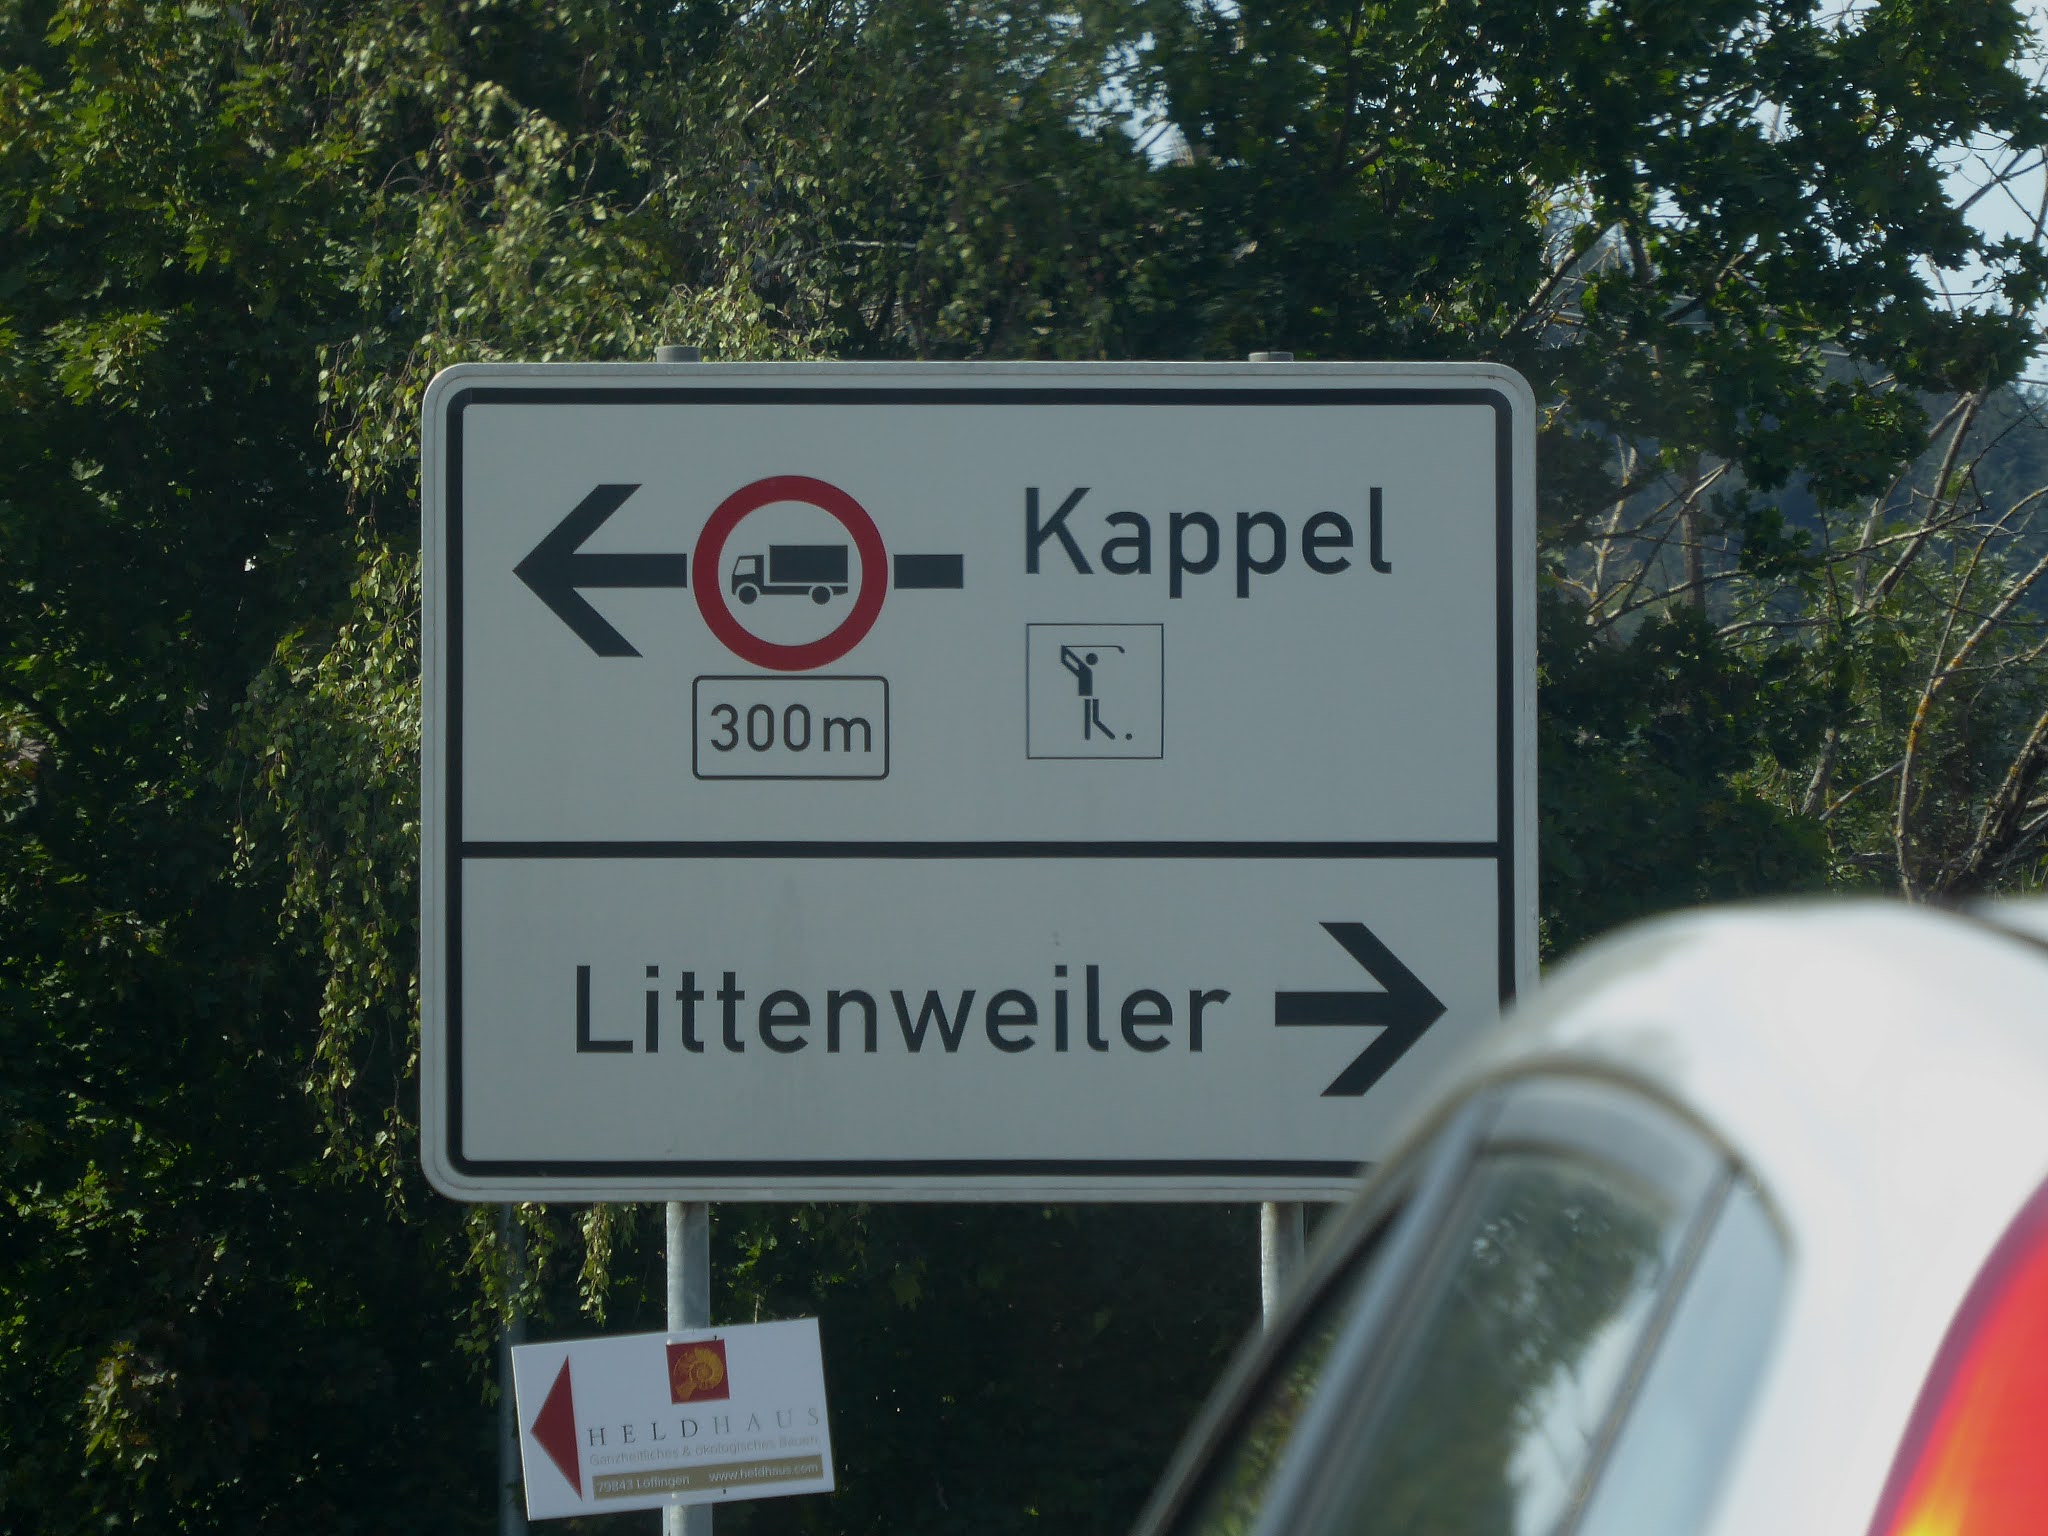 Kappel
300m
Littenweiler
HELDHAUS
Ganzheitliches & ökologisches Bauen
79843 Löffingen www.heldhaus.com